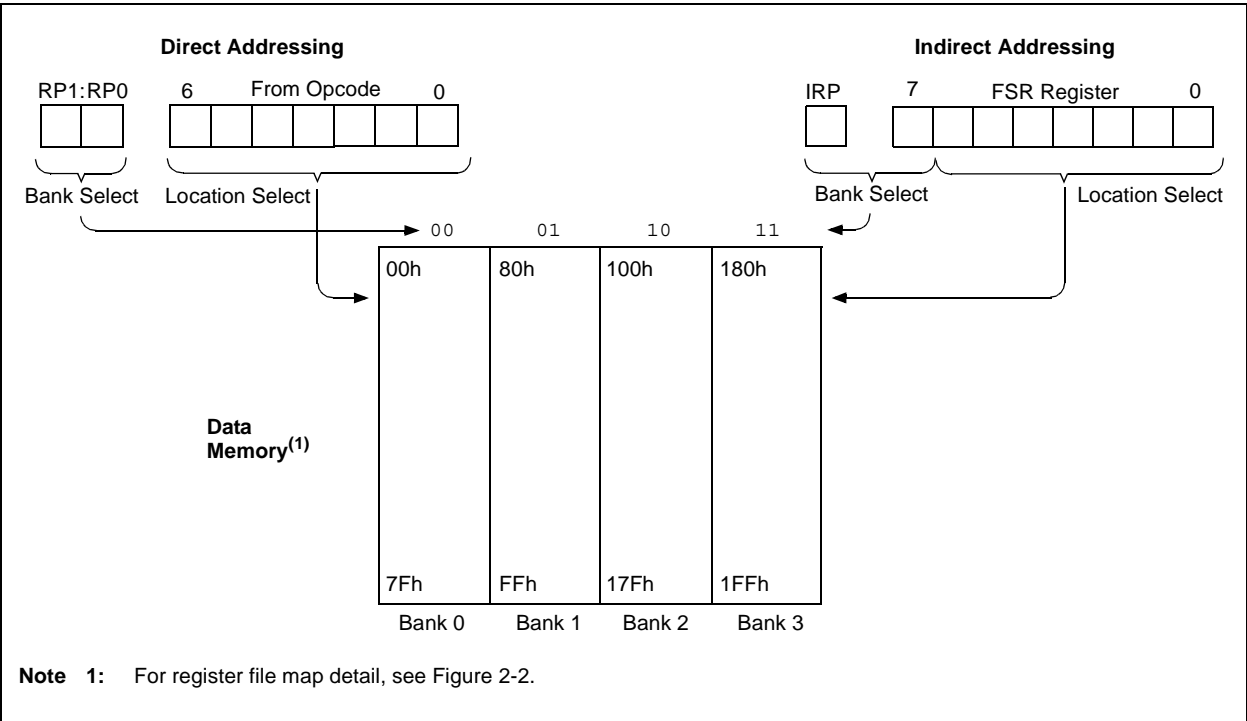 Direct Addressing
Indirect Addressing
RP1:RP0 6 From Opcode 0
IRP 7 FSR Register 0
Bank Select Location Select
Bank Select Location Select
00 01 10 11
00h 80h 100h 180h
Data
Memory(1)
7Fh FFh 17Fh 1FFh
Bank 0 Bank 1 Bank 2 Bank 3
Note 1: For register file map detail, see Figure 2-2.